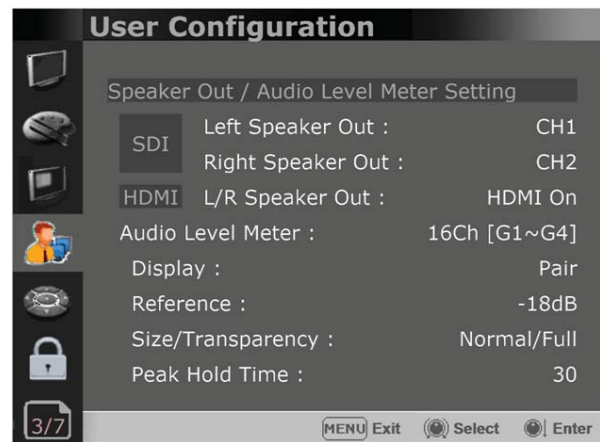 User Configuration
Speaker Out / Audio Level Meter Setting
SDI
Left Speaker Out : CH1
Right Speaker Out : CH2
HDMI L/R Speaker Out : HDMI On
Audio Level Meter : 16Ch [G1~G4]
Display : Pair
Reference : -18dB
Size/Transparency : Normal/Full
Peak Hold Time : 30
3/7 MENU Exit Select Enter